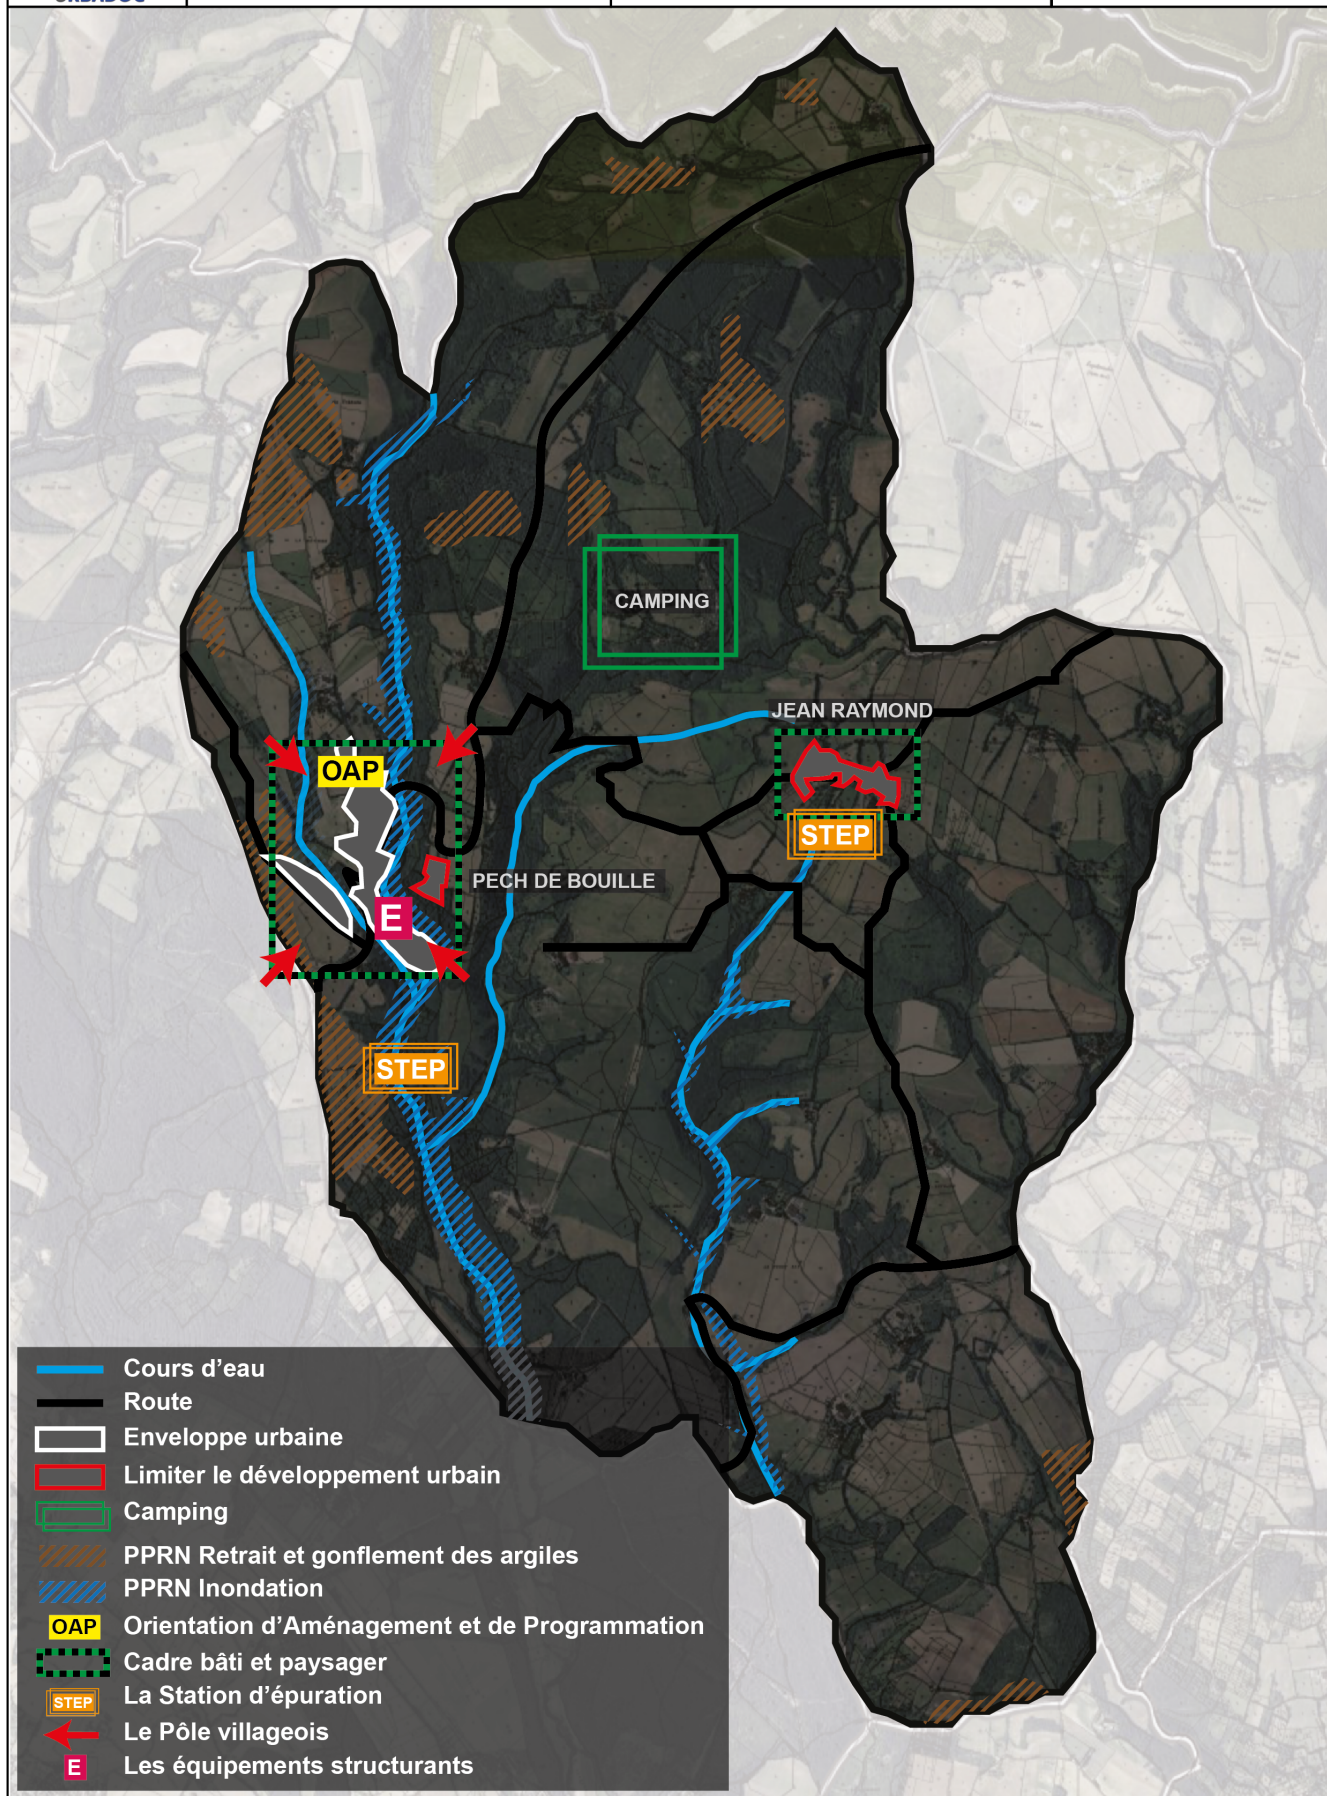 URBADOC
CAMPING
JEAN RAYMOND
OAP
STEP
PECH DE BOUILLE
E
STEP
Cours d’eau
Route
Enveloppe urbaine
Limiter le développement urbain
Camping
PPRN Retrait et gonflement des argiles
PPRN Inondation
OAP Orientation d’Aménagement et de Programmation
Cadre bâti et paysager
STEP La Station d’épuration
Le Pôle villageois
E Les équipements structurants